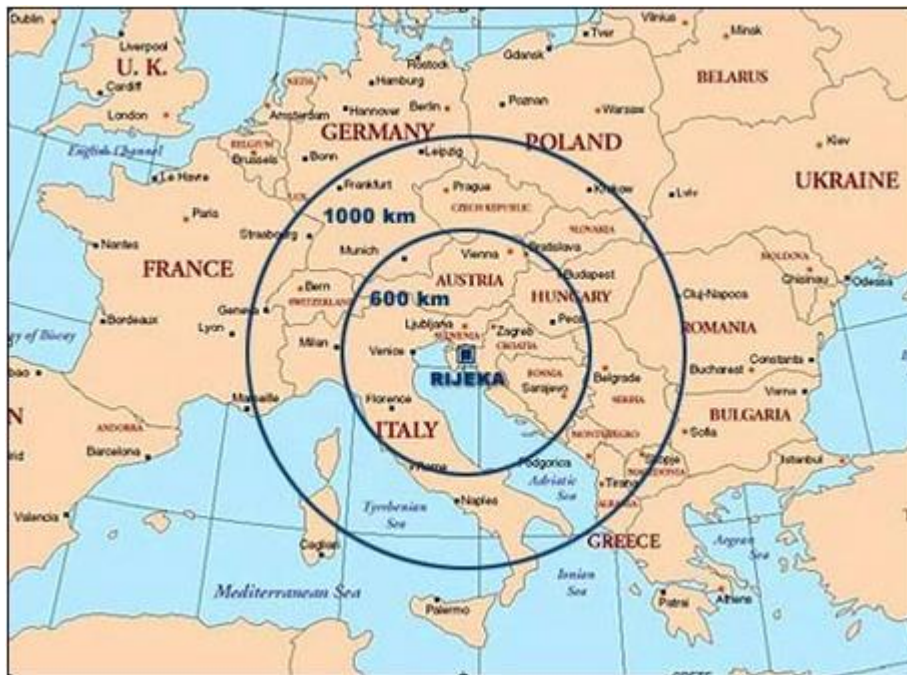 Dublin
Liverpool
U. K.
Cardiff
London
English Channel
Le Havre
Paris
Nantes
FRANCE
Bordeaux
Lyon
Marseille
ANDORRA
Barcelona
Valencia
NETH.
Amsterdam
BELGIUM
Brussels
LUX.
Rostock
Hamburg
Hannover
Berlin
GERMANY
Bonn
Leipzig
Frankfurt
Strasbourg
Munich
1000 km
600 km
Gdansk
Poznan
Warsaw
POLAND
Krakow
Tver
Vilnius
Minsk
BELARUS
Kiev
Lviv
UKRAINE
Prague
CZECH REPUBLIC
SLOVAKIA
Bratislava
Vienna
AUSTRIA
Bern
SWITZERLAND
Geneva
Budapest
HUNGARY
Pecs
MOLDOVA
Chisinau
Odessa
Cluj-Napoca
ROMANIA
Bucharest
Constanta
Varna
BULGARIA
Sofia
Istanbul
Milan
Venice
Ljubljana
Zagreb
CROATIA
RIJEKA
BOSNIA
Sarajevo
Belgrade
SERBIA
MONTENEGRO
Podgorica
Skopje
MACEDONIA
Tirana
ALBANIA
Florence
ITALY
Rome
Naples
Adriatic
Sea
Tyrrhenian
Sea
Cagliari
Mediterranean Sea
Palermo
Ionian
Sea
GREECE
Aegean
Sea
Patrai
Athens